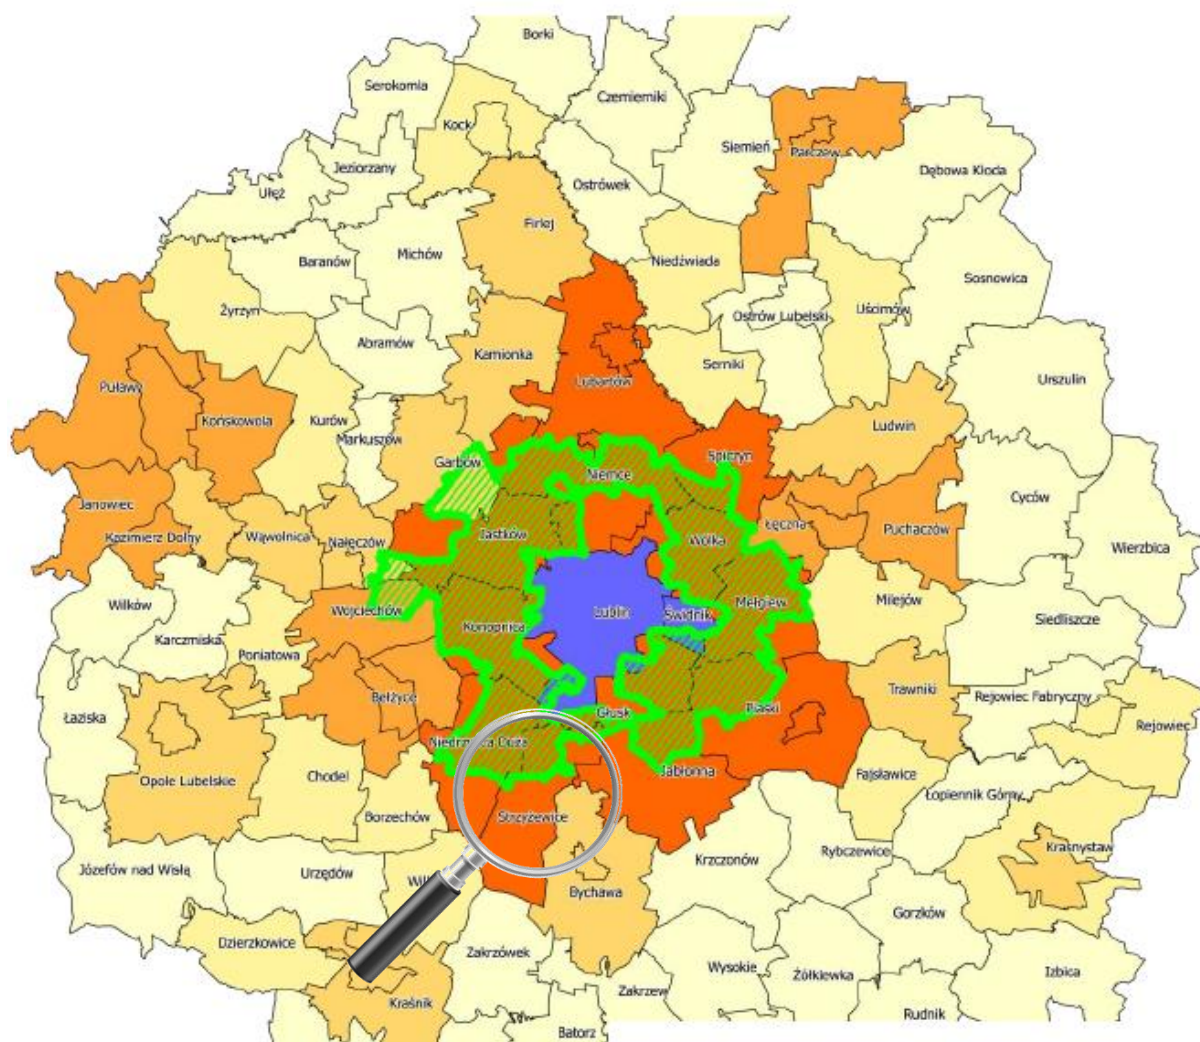 Borki
Serokomla
Czemierniki
Kock
Siemień
Parczew
Jeziorzany
Dębowa Kłoda
Ułęż
Ostrówek
Firlej
Michów
Baranów
Niedźwiada
Sosnowica
Żyrzyn
Uścimów
Ostrów Lubelski
Abramów
Kamionka
Serniki
Lubartów
Urszulin
Puławy
Końskowola
Kurów
Markuszów
Ludwin
Garbów
Spiczyn
Niemce
Janowiec
Cyców
Łęczna
Puchaczów
Kazimierz Dolny
Wąwolnica
Nałęczów
Jastków
Wólka
Wierzbica
Wilków
Wojciechów
Mełgiew
Milejów
Lublin
Świdnik
Siedliszcze
Konopnica
Karczmiska
Poniatowa
Trawniki
Rejowiec Fabryczny
Bełżyce
Piaski
Łaziska
Głusk
Rejowiec
Niedrzwica Duża
Jabłonna
Opole Lubelskie
Chodel
Fajsławice
Łopiennik Górny
Borzechów
Strzyżewice
Krasnystaw
Rybczewice
Krzczonów
Józefów nad Wisłą
Urzędów
Wilk
Bychawa
Gorzków
Dzierzkowice
Zakrzówek
Wysokie
Żółkiewka
Izbica
Zakrzew
Kraśnik
Rudnik
Batorz